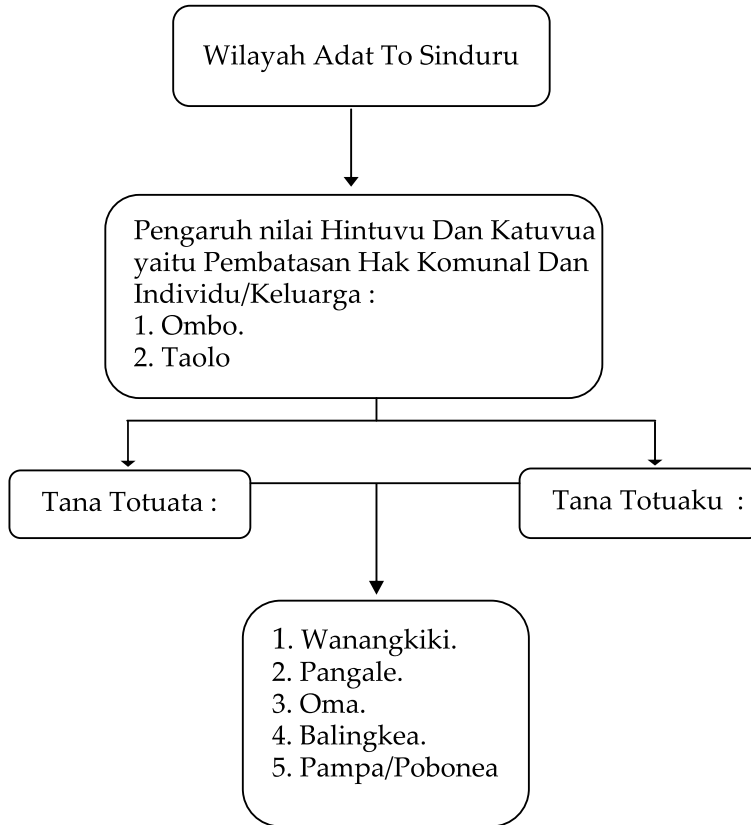 Wilayah Adat To Sinduru
Pengaruh nilai Hintuvu Dan Katuvua
yaitu Pembatasan Hak Komunal Dan
Individu/Keluarga :
1. Ombo.
2. Taolo
Tana Totuata :
Tana Totuaku :
1. Wanangkiki.
2. Pangale.
3. Oma.
4. Balingkea.
5. Pampa/Pobonea